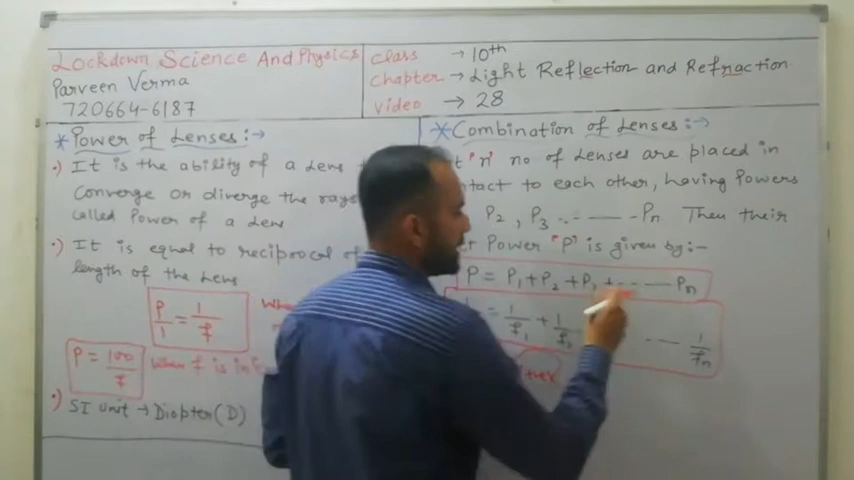 Lockdown Science And Physics
Parveen Verma
720664-6187
Class → 10th
Chapter → Light Reflection and Refraction
Video → 28
*Power of Lenses:→
•) It is the ability of a Lens
Converge or diverge the rays
called Power of a Lens
•) It is equal to reciprocal of
length of the Lens
P/1 = 1/f
P = 100/f
when f is in
•) SI unit → Diopter(D)
*Combination of Lenses:→
"n" no of Lenses are placed in
contact to each other, having Powers
P2, P3 ..-——-Pn Then their
Power "P" is given by:-
P = P1+P2+P3+--——Pn
= 1/f1 + 1/f2 ..— 1/fn